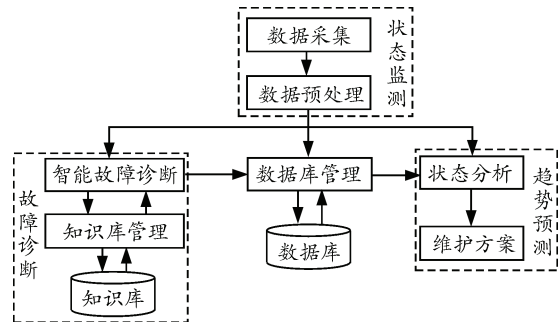 数据采集
数据预处理
状态监测
智能故障诊断
数据库管理
状态分析
知识库管理
数据库
维护方案
知识库
故障诊断
趋势预测